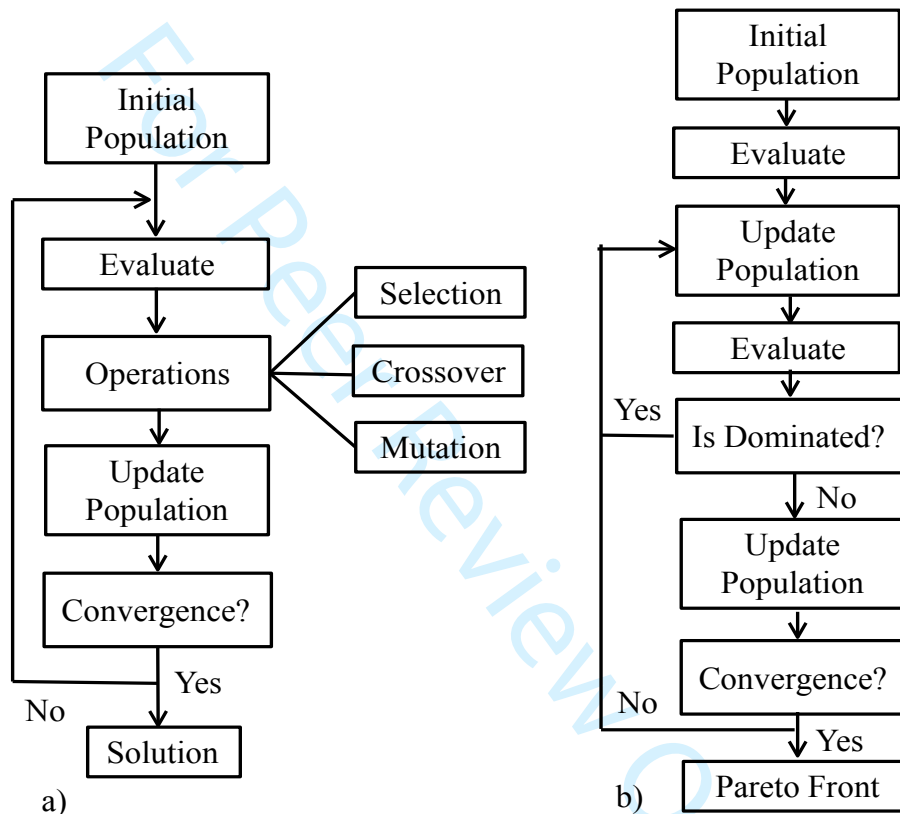 Initial
Population
Evaluate
Operations
Selection
Crossover
Mutation
Update
Population
Convergence?
Yes
No
Solution
a)
Initial
Population
Evaluate
Update
Population
Evaluate
Yes
Is Dominated?
No
Update
Population
Convergence?
No
Yes
Pareto Front
b)
For Peer Review O